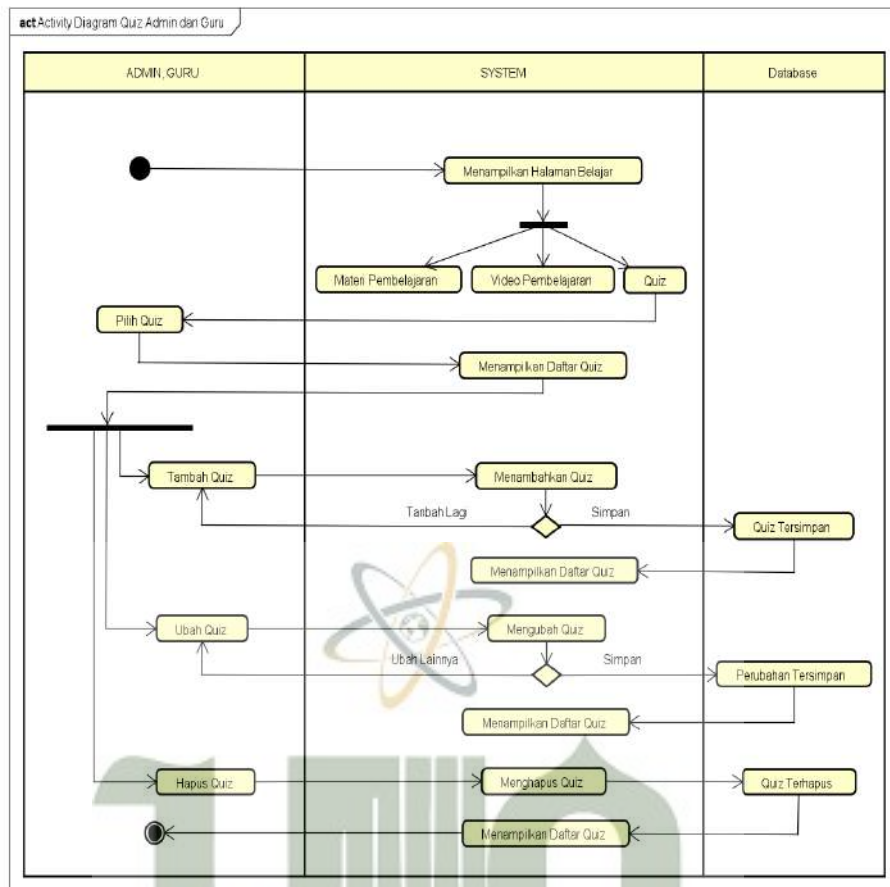 act Activity Diagram Quiz Admin dan Guru
ADMIN, GURU
SYSTEM
Database
Menampilkan Halaman Belajar
Materi Pembelajaran
Video Pembelajaran
Quiz
Pilih Quiz
Menampilkan Daftar Quiz
Tambah Quiz
Menambahkan Quiz
Tanbah Lagi
Simpan
Quiz Tersimpan
Menampilkan Daftar Quiz
Ubah Quiz
Mengubah Quiz
Ubah Lainnya
Simpan
Perubahan Tersimpan
Menampilkan Daftar Quiz
Hapus Quiz
Menghapus Quiz
Quiz Terhapus
Menampilkan Daftar Quiz